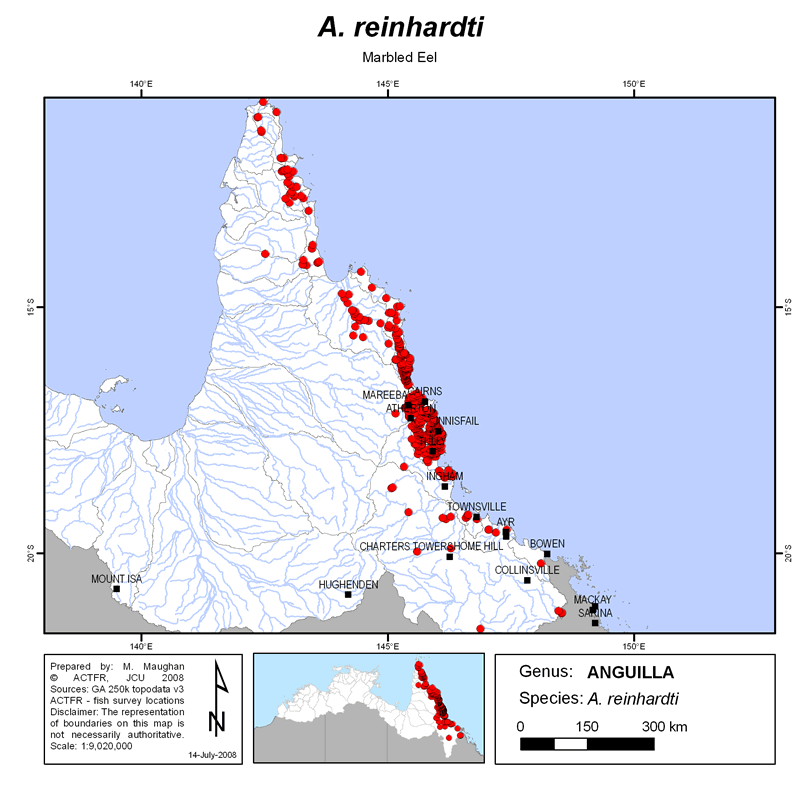 A. reinhardti
Marbled Eel
140°E 145°E 150°E
15°S 15°S
MAREEBA CAIRNS
ATHERTON
INNISFAIL
INGHAM
TOWNSVILLE
AYR
CHARTERS TOWERS HOME HILL BOWEN
COLLINSVILLE
20°S 20°S
MOUNT ISA HUGHENDEN
MACKAY
SARINA
140°E 145°E 150°E
Prepared by: M. Maughan
© ACTFR, JCU 2008
Sources: GA 250k topodata v3
ACTFR - fish survey locations
Disclaimer: The representation
of boundaries on this map is
not necessarily authoritative.
Scale: 1:9,020,000
N
14-July-2008
Genus: ANGUILLA
Species: A. reinhardti
0 150 300 km